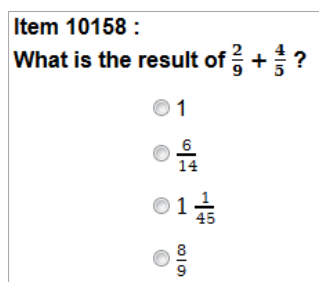 Item 10158 :
What is the result of 2/9 + 4/5 ?
1
6/14
1 1/45
8/9